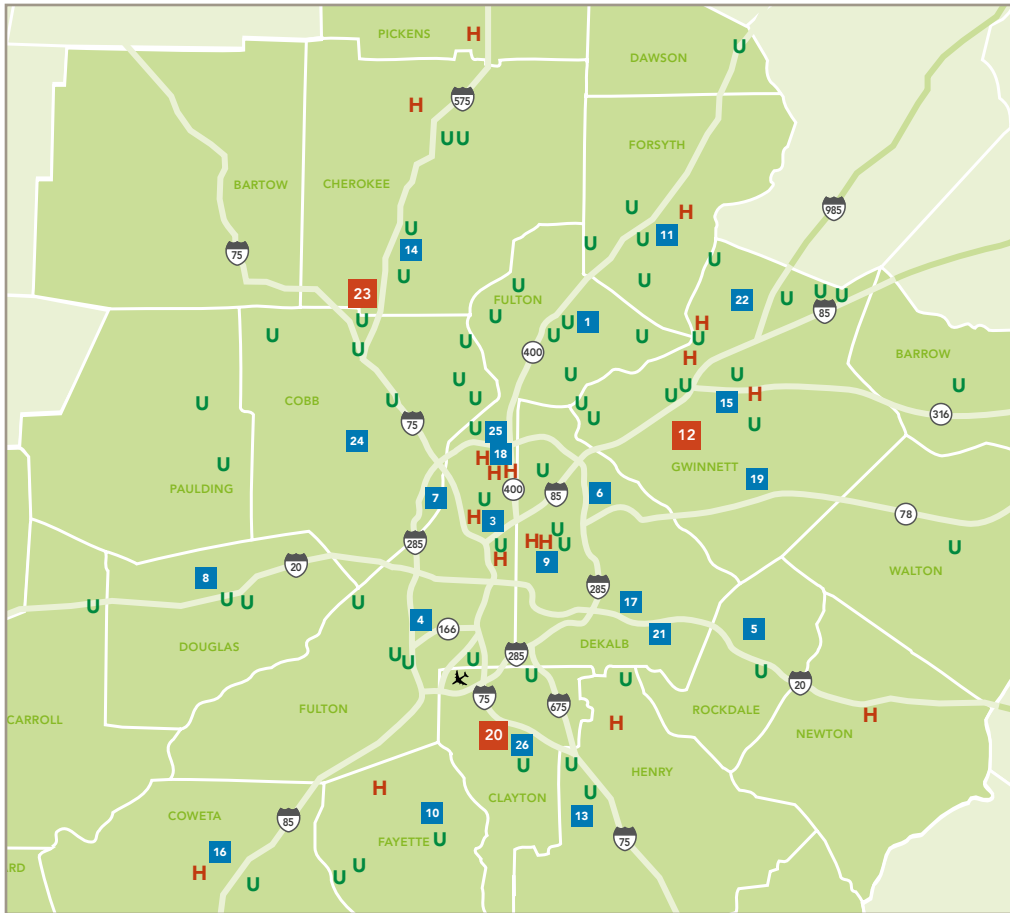 PICKENS
H
U
DAWSON
575
H
UU
FORSYTH
BARTOW
CHEROKEE
U
H
985
U
11
U
U
14
75
U
U
U
U
23
FULTON
22
U
U
U
U
U
85
U
1
H
U
U
U
U
U
U
400
U
H
BARROW
U
U
U
U
U
U
H
COBB
U
U
U
U
15
316
U
75
U
25
U
12
24
18
H
U
H
H
U
GWINNETT
PAULDING
400
85
6
19
7
U
H
3
78
U
285
H
H
U
U
U
H
20
9
WALTON
8
285
U
U
U
U
17
4
166
5
21
DOUGLAS
DEKALB
U
U
U
285
U
U
U
20
75
675
FULTON
ROCKDALE
H
CARROLL
H
NEWTON
20
26
U
U
HENRY
H
U
CLAYTON
COWETA
85
10
13
75
FAYETTE
U
16
U
RD
H
U
U